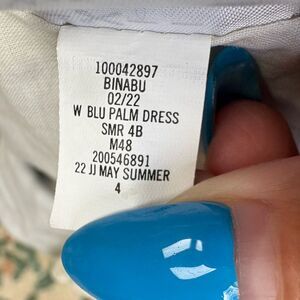 100042897
BINABU
02/22
W BLU PALM DRESS
SMR 4B
M48
200546891
22 JJ MAY SUMMER
4